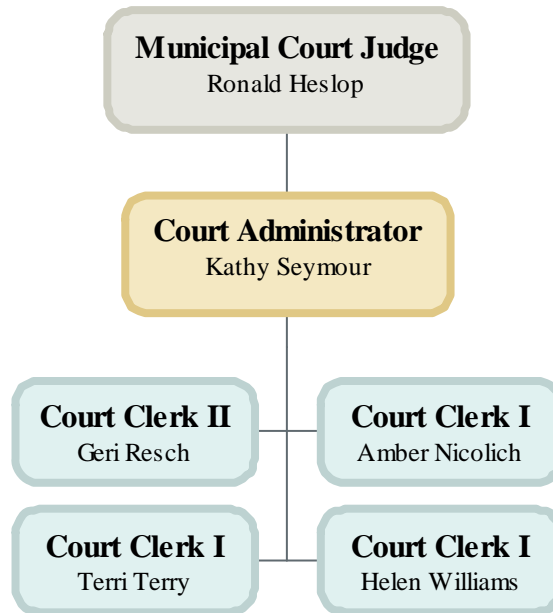 Municipal Court Judge
Ronald Heslop
Court Administrator
Kathy Seymour
Court Clerk II
Geri Resch
Court Clerk I
Amber Nicolich
Court Clerk I
Terri Terry
Court Clerk I
Helen Williams